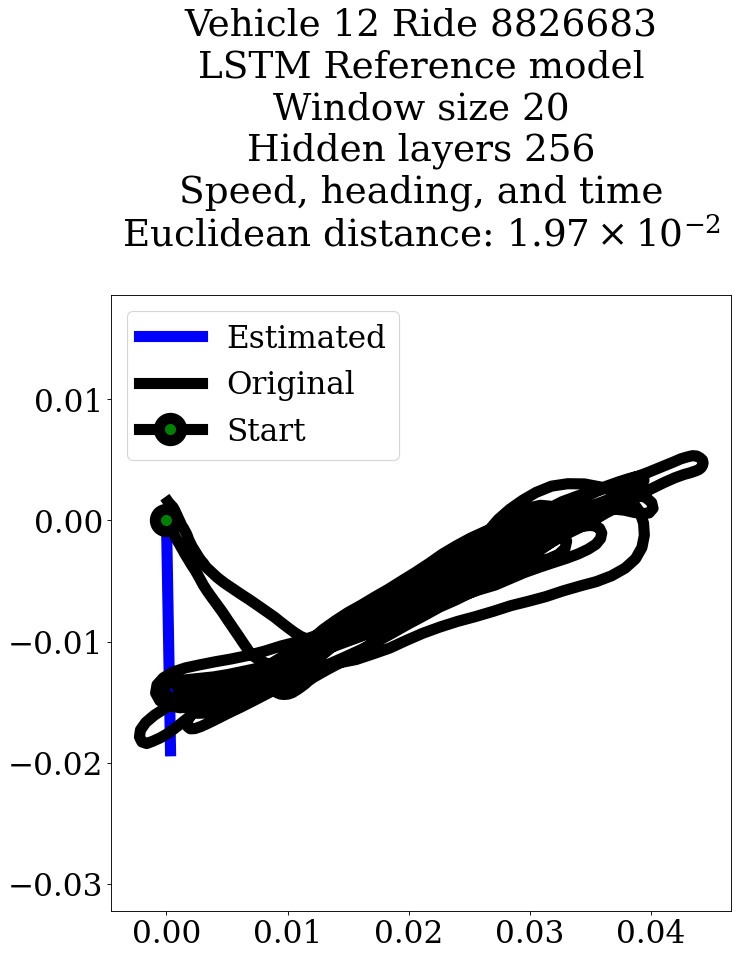 Vehicle 12 Ride 8826683
LSTM Reference model
Window size 20
Hidden layers 256
Speed, heading, and time
Euclidean distance: 1.97 × 10⁻²
Estimated
Original
Start
0.01
0.00
−0.01
−0.02
−0.03
0.00 0.01 0.02 0.03 0.04